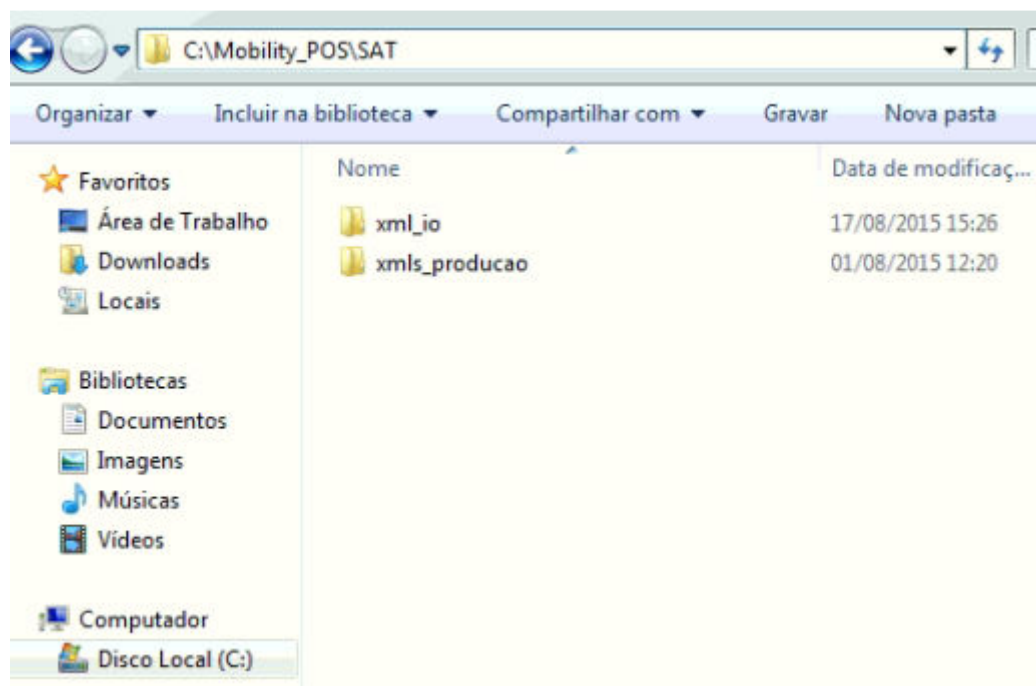 C:\Mobility_POS\SAT
Organizar Incluir na biblioteca Compartilhar com Gravar Nova pasta
Nome Data de modificaç...
xml_io 17/08/2015 15:26
xmls_producao 01/08/2015 12:20
Favoritos
Área de Trabalho
Downloads
Locais
Bibliotecas
Documentos
Imagens
Músicas
Vídeos
Computador
Disco Local (C:)